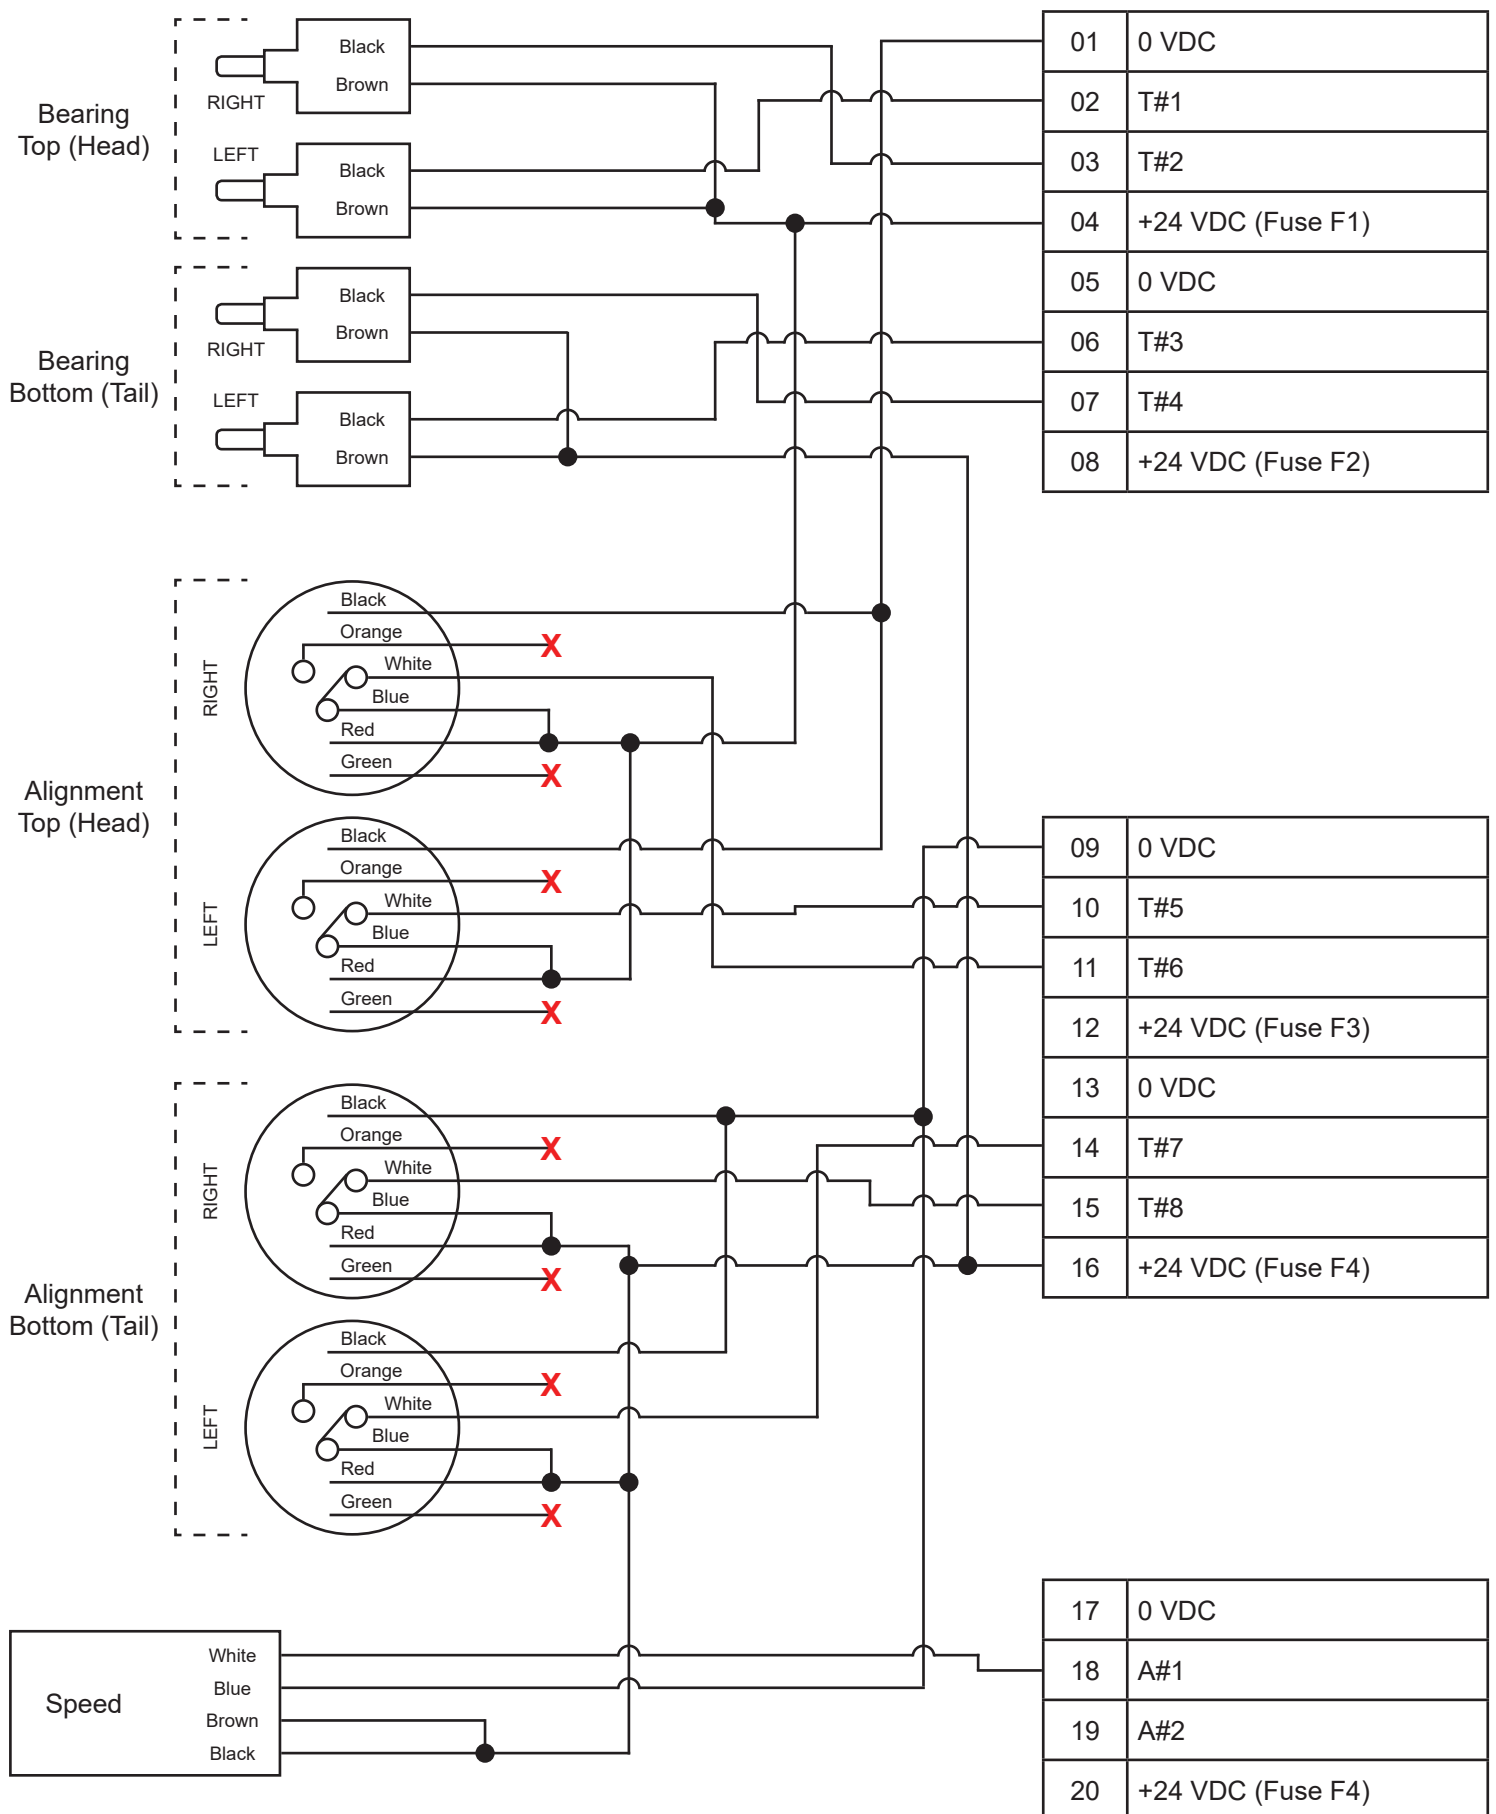 Bearing
Top (Head)
RIGHT
Black
Brown
LEFT
Black
Brown
Bearing
Bottom (Tail)
RIGHT
Black
Brown
LEFT
Black
Brown
01 0 VDC
02 T#1
03 T#2
04 +24 VDC (Fuse F1)
05 0 VDC
06 T#3
07 T#4
08 +24 VDC (Fuse F2)
Alignment
Top (Head)
RIGHT
Black
Orange
X
White
Blue
Red
Green
X
LEFT
Black
Orange
X
White
Blue
Red
Green
X
09 0 VDC
10 T#5
11 T#6
12 +24 VDC (Fuse F3)
13 0 VDC
14 T#7
15 T#8
16 +24 VDC (Fuse F4)
Alignment
Bottom (Tail)
RIGHT
Black
Orange
X
White
Blue
Red
Green
X
LEFT
Black
Orange
X
White
Blue
Red
Green
X
Speed
White
Blue
Brown
Black
17 0 VDC
18 A#1
19 A#2
20 +24 VDC (Fuse F4)